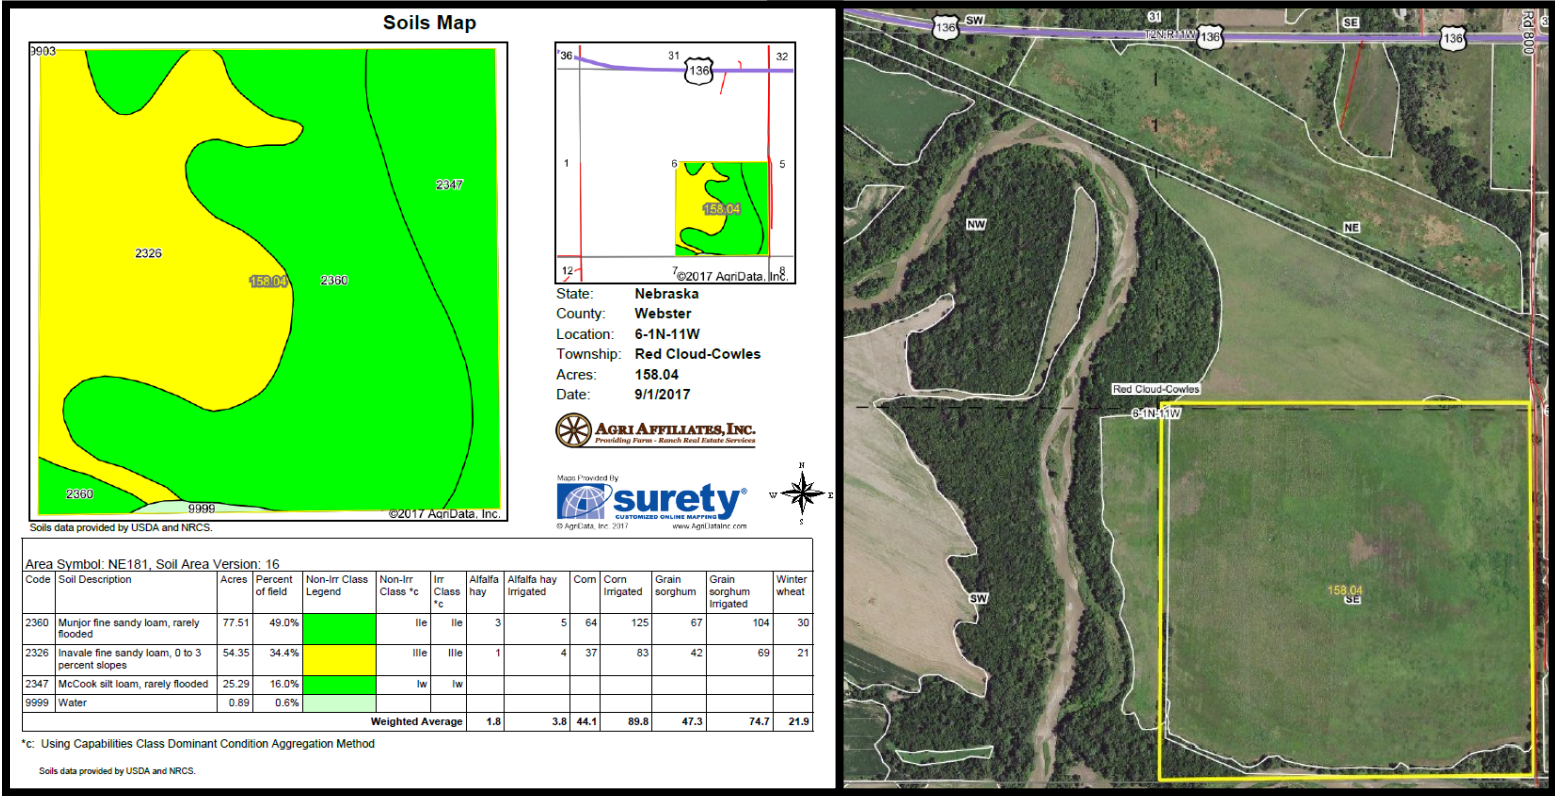 Soils Map
9903
2347
2326
158.04
2360
2360
9999
©2017 AgriData, Inc.
Soils data provided by USDA and NRCS.
36
31
32
136
1
6
5
158.04
12
7
8
©2017 AgriData, Inc.
State: Nebraska
County: Webster
Location: 6-1N-11W
Township: Red Cloud-Cowles
Acres: 158.04
Date: 9/1/2017
AGRI AFFILIATES, INC.
Providing Farm - Ranch Real Estate Services
Maps Provided By
surety®
CUSTOMIZED ONLINE MAPPING
© AgriData, Inc. 2017 www.AgriDataInc.com
N
W E
S
Area Symbol: NE181, Soil Area Version: 16
Code Soil Description Acres Percent of field Non-Irr Class Legend Non-Irr Class *c Irr Class *c Alfalfa hay Alfalfa hay Irrigated Corn Corn Irrigated Grain sorghum Grain sorghum Irrigated Winter wheat
2360 Munjor fine sandy loam, rarely flooded 77.51 49.0% IIe IIe 3 5 64 125 67 104 30
2326 Inavale fine sandy loam, 0 to 3 percent slopes 54.35 34.4% IIIe IIIe 1 4 37 83 42 69 21
2347 McCook silt loam, rarely flooded 25.29 16.0% Iw Iw
9999 Water 0.89 0.6%
Weighted Average 1.8 3.8 44.1 89.8 47.3 74.7 21.9
*c: Using Capabilities Class Dominant Condition Aggregation Method
Soils data provided by USDA and NRCS.
136
SW
31
T2N R11W
136
SE
136
Rd 800
1
1
NW
NE
Red Cloud-Cowles
6-1N-11W
158.04
SE
SW